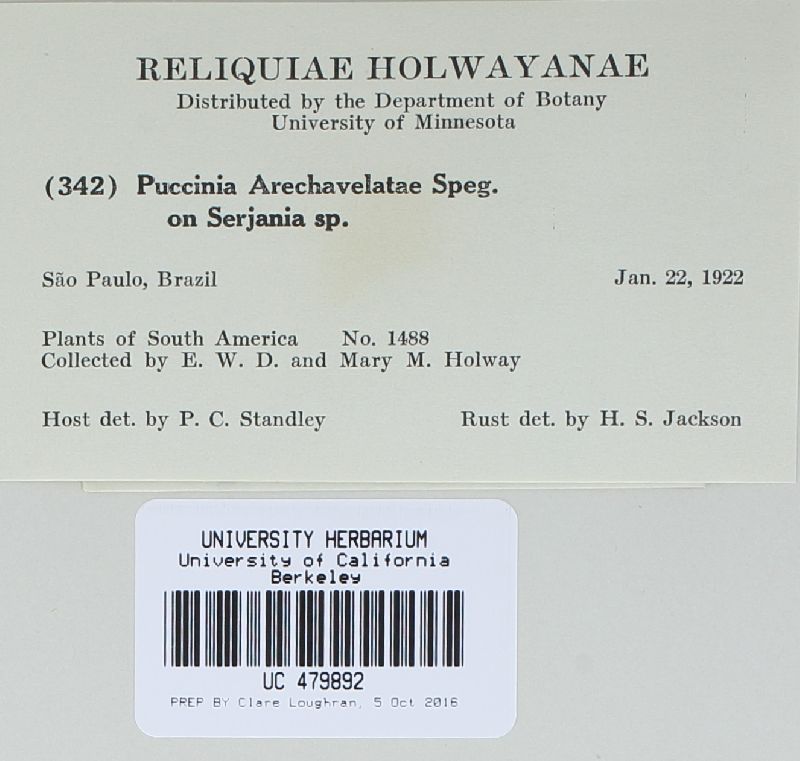 RELIQUIAE HOLWAYANAE
Distributed by the Department of Botany
University of Minnesota
(342) Puccinia Arechavelatae Speg.
on Serjania sp.
São Paulo, Brazil Jan. 22, 1922
Plants of South America No. 1488
Collected by E. W. D. and Mary M. Holway
Host det. by P. C. Standley Rust det. by H. S. Jackson
UNIVERSITY HERBARIUM
University of California
Berkeley
UC 479892
PREP BY Clare Loughran, 5 Oct 2016